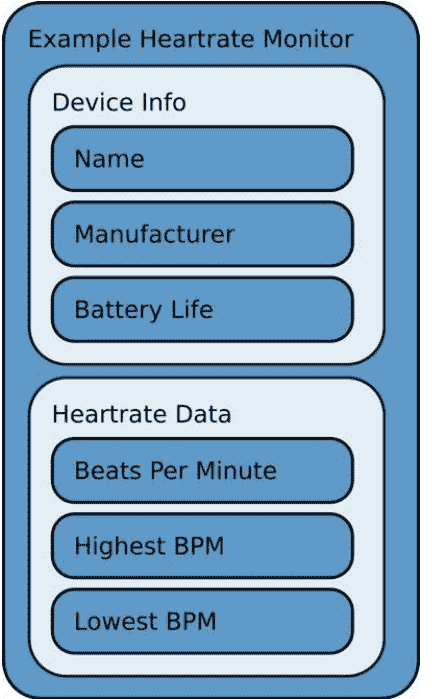 Example Heartrate Monitor
Device Info
Name
Manufacturer
Battery Life
Heartrate Data
Beats Per Minute
Highest BPM
Lowest BPM